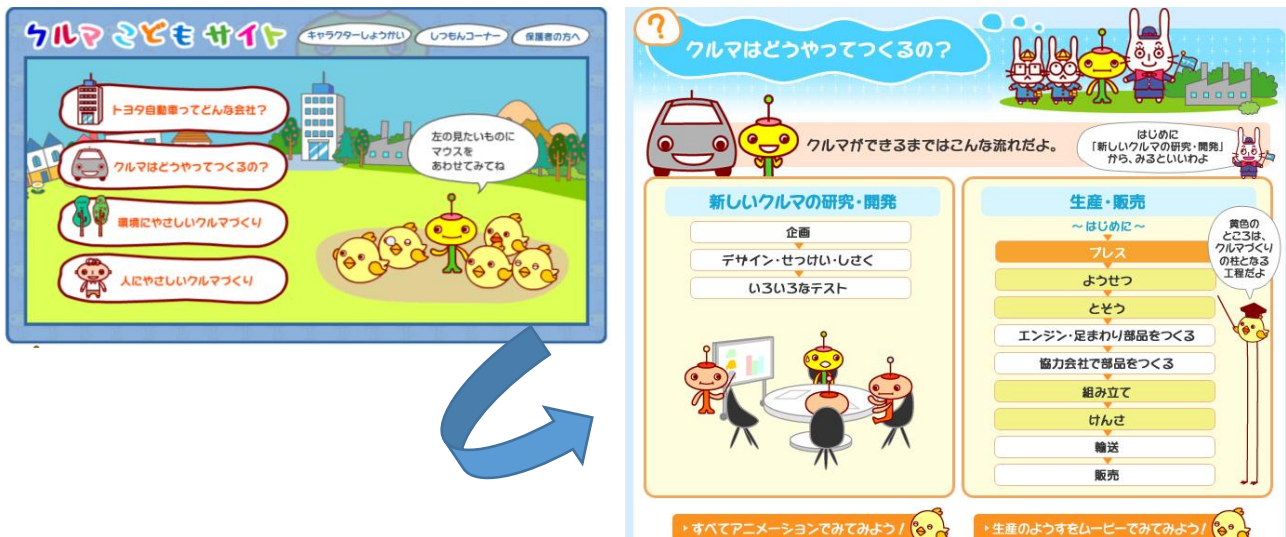 クルマ こども サイト
キャラクターしょうかい
しつもんコーナー
保護者の方へ
トヨタ自動車ってどんな会社？
クルマはどうやってつくるの？
環境にやさしいクルマづくり
人にやさしいクルマづくり
左の見たいものに
マウスを
あわせてみてね
?
クルマはどうやってつくるの？
クルマができるまではこんな流れだよ。
はじめに
「新しいクルマの研究・開発」
から、みるといいわよ
新しいクルマの研究・開発
企画
デザイン・せっけい・しさく
いろいろなテスト
生産・販売
～はじめに～
プレス
ようせつ
とそう
エンジン・足まわり部品をつくる
協力会社で部品をつくる
組み立て
けんさ
輸送
販売
黄色の
ところは、
クルマづくり
の柱となる
工程だよ
すべてアニメーションでみてみよう！
生産のようすをムービーでみてみよう！